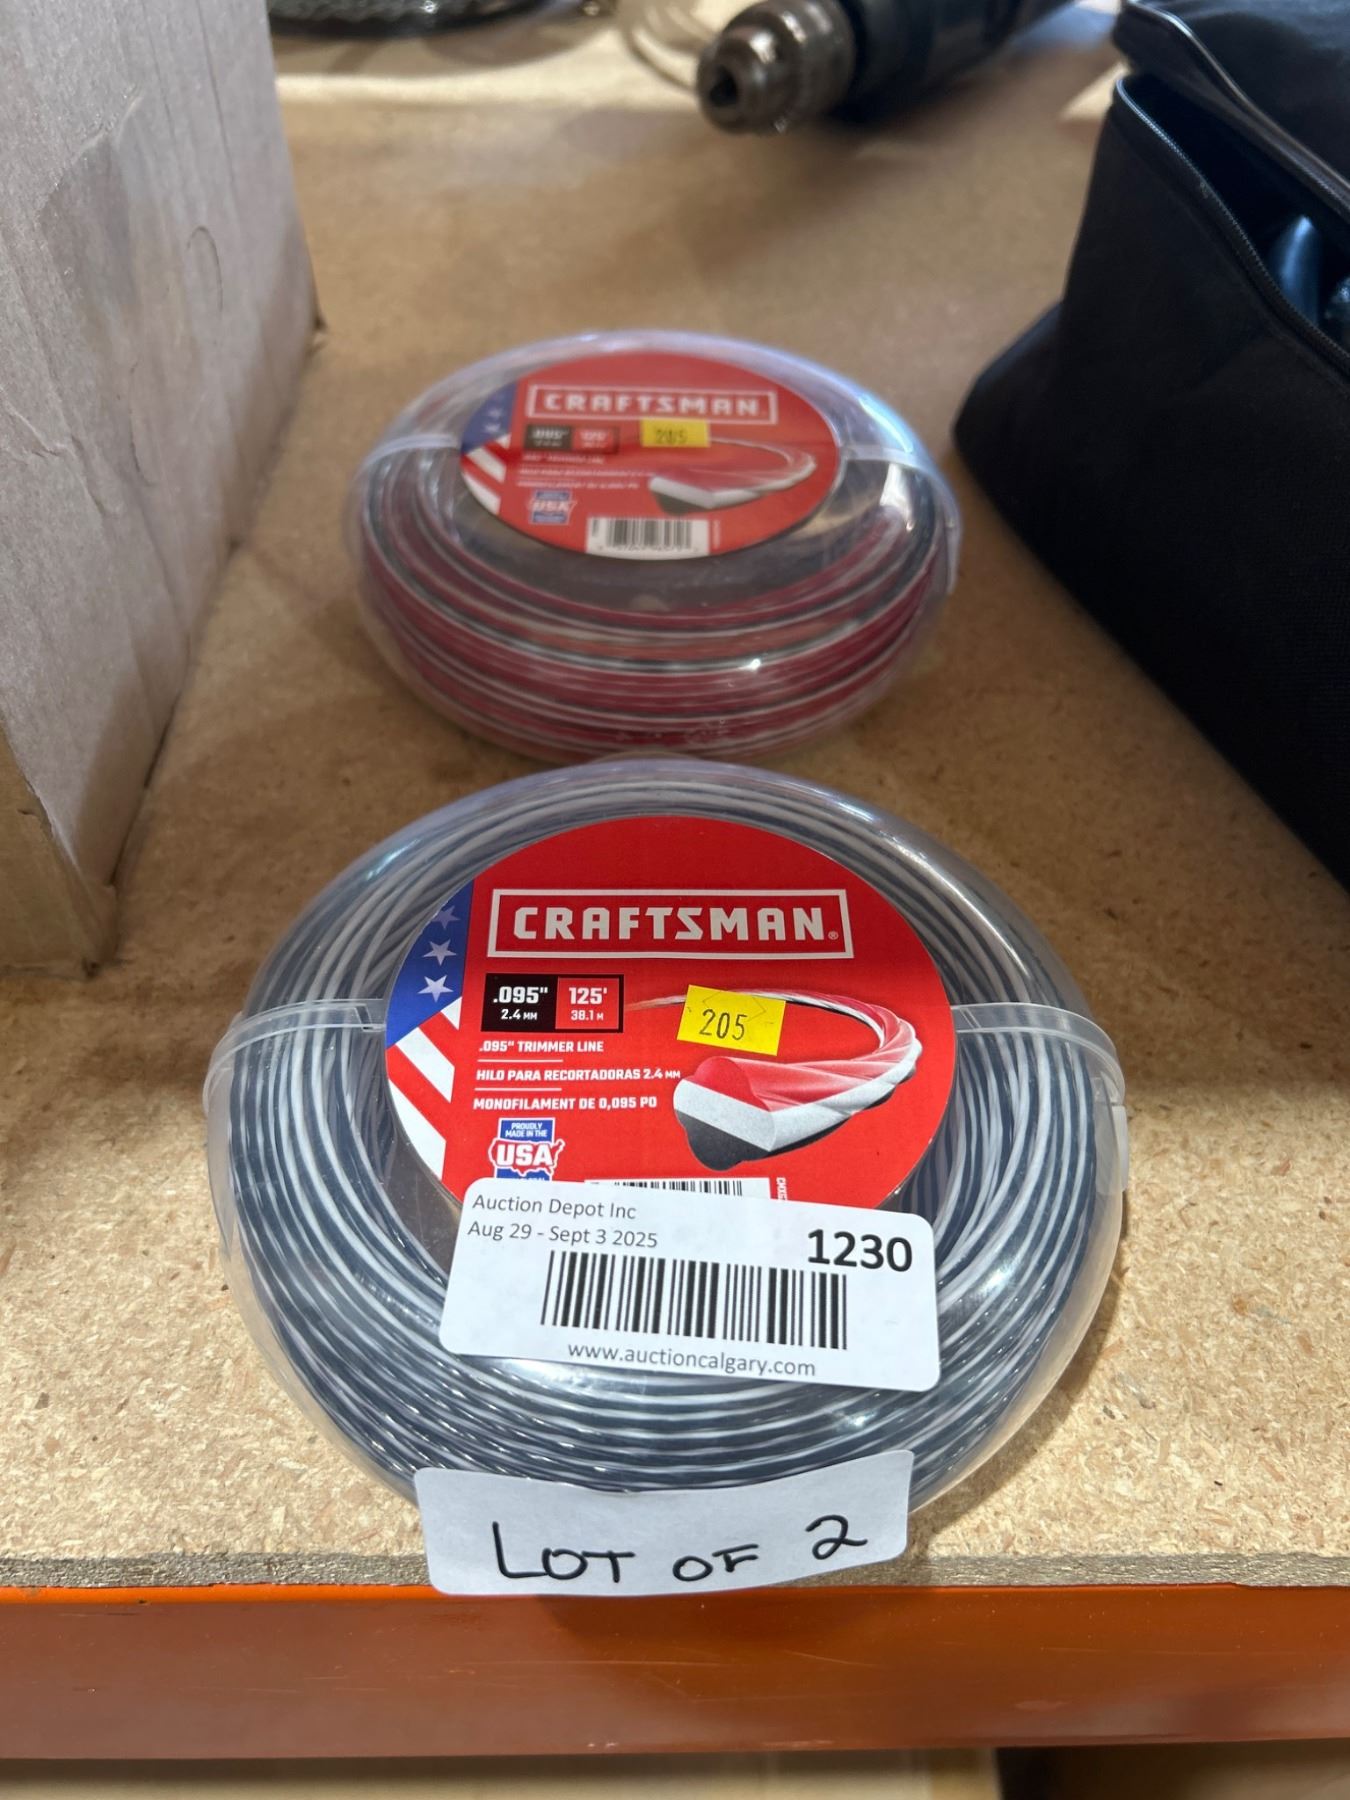 CRAFTSMAN
.095" 125'
205
CRAFTSMAN®
.095" 125'
2.4 MM 38.1 M
205
.095" TRIMMER LINE
HILO PARA RECORTADORAS 2.4 MM
MONOFILAMENT DE 0,095 PO
PROUDLY
MADE IN THE
USA
Auction Depot Inc
Aug 29 - Sept 3 2025
1230
www.auctioncalgary.com
LOT OF 2